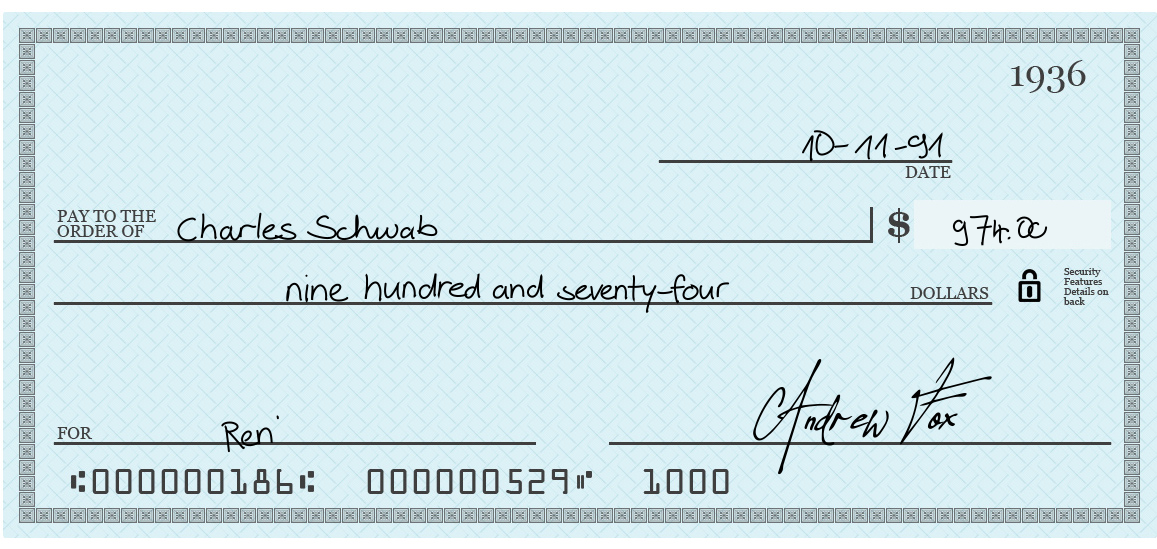 1936
10-11-91
DATE
PAY TO THE
ORDER OF Charles Schwab $ 974.00
nine hundred and seventy-four DOLLARS
Security
Features
Details on
back
FOR Andrew Fox
⑆000000186⑆ 000000529⑈ 1000